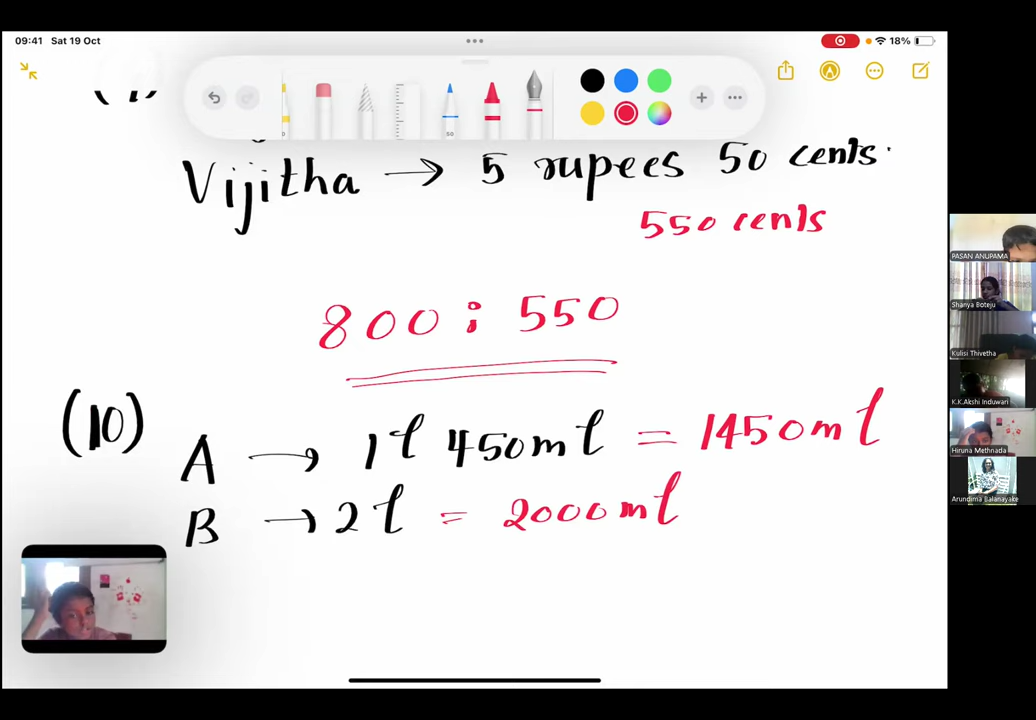 09:41 Sat 19 Oct
18%
50
Vijitha → 5 rupees 50 cents.
550 cents
800 : 550
(10)
A → 1l 450ml = 1450ml
B → 2l = 2000ml
PASAN ANUPAMA
Shanya Boteju
Kulisi Thivetha
K.K.Akshi Induwari
Hiruna Methnada
Arundima Balanayake